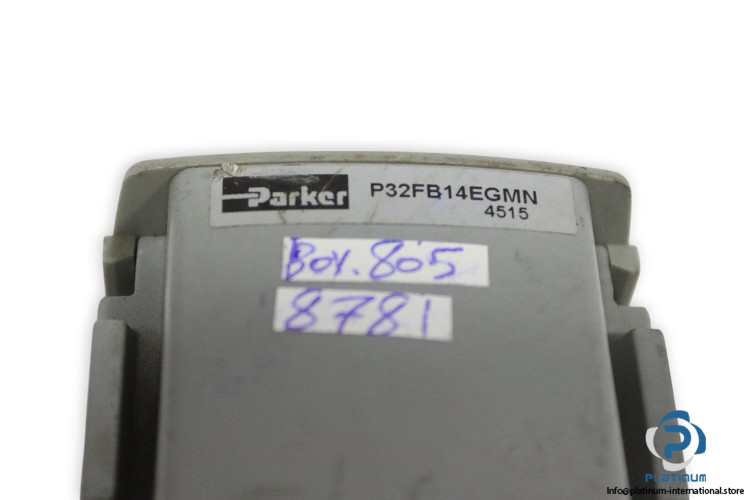 Parker
P32FB14EGMN
4515
Box.805
8781
PLATINUM
Info@platinum-international.store